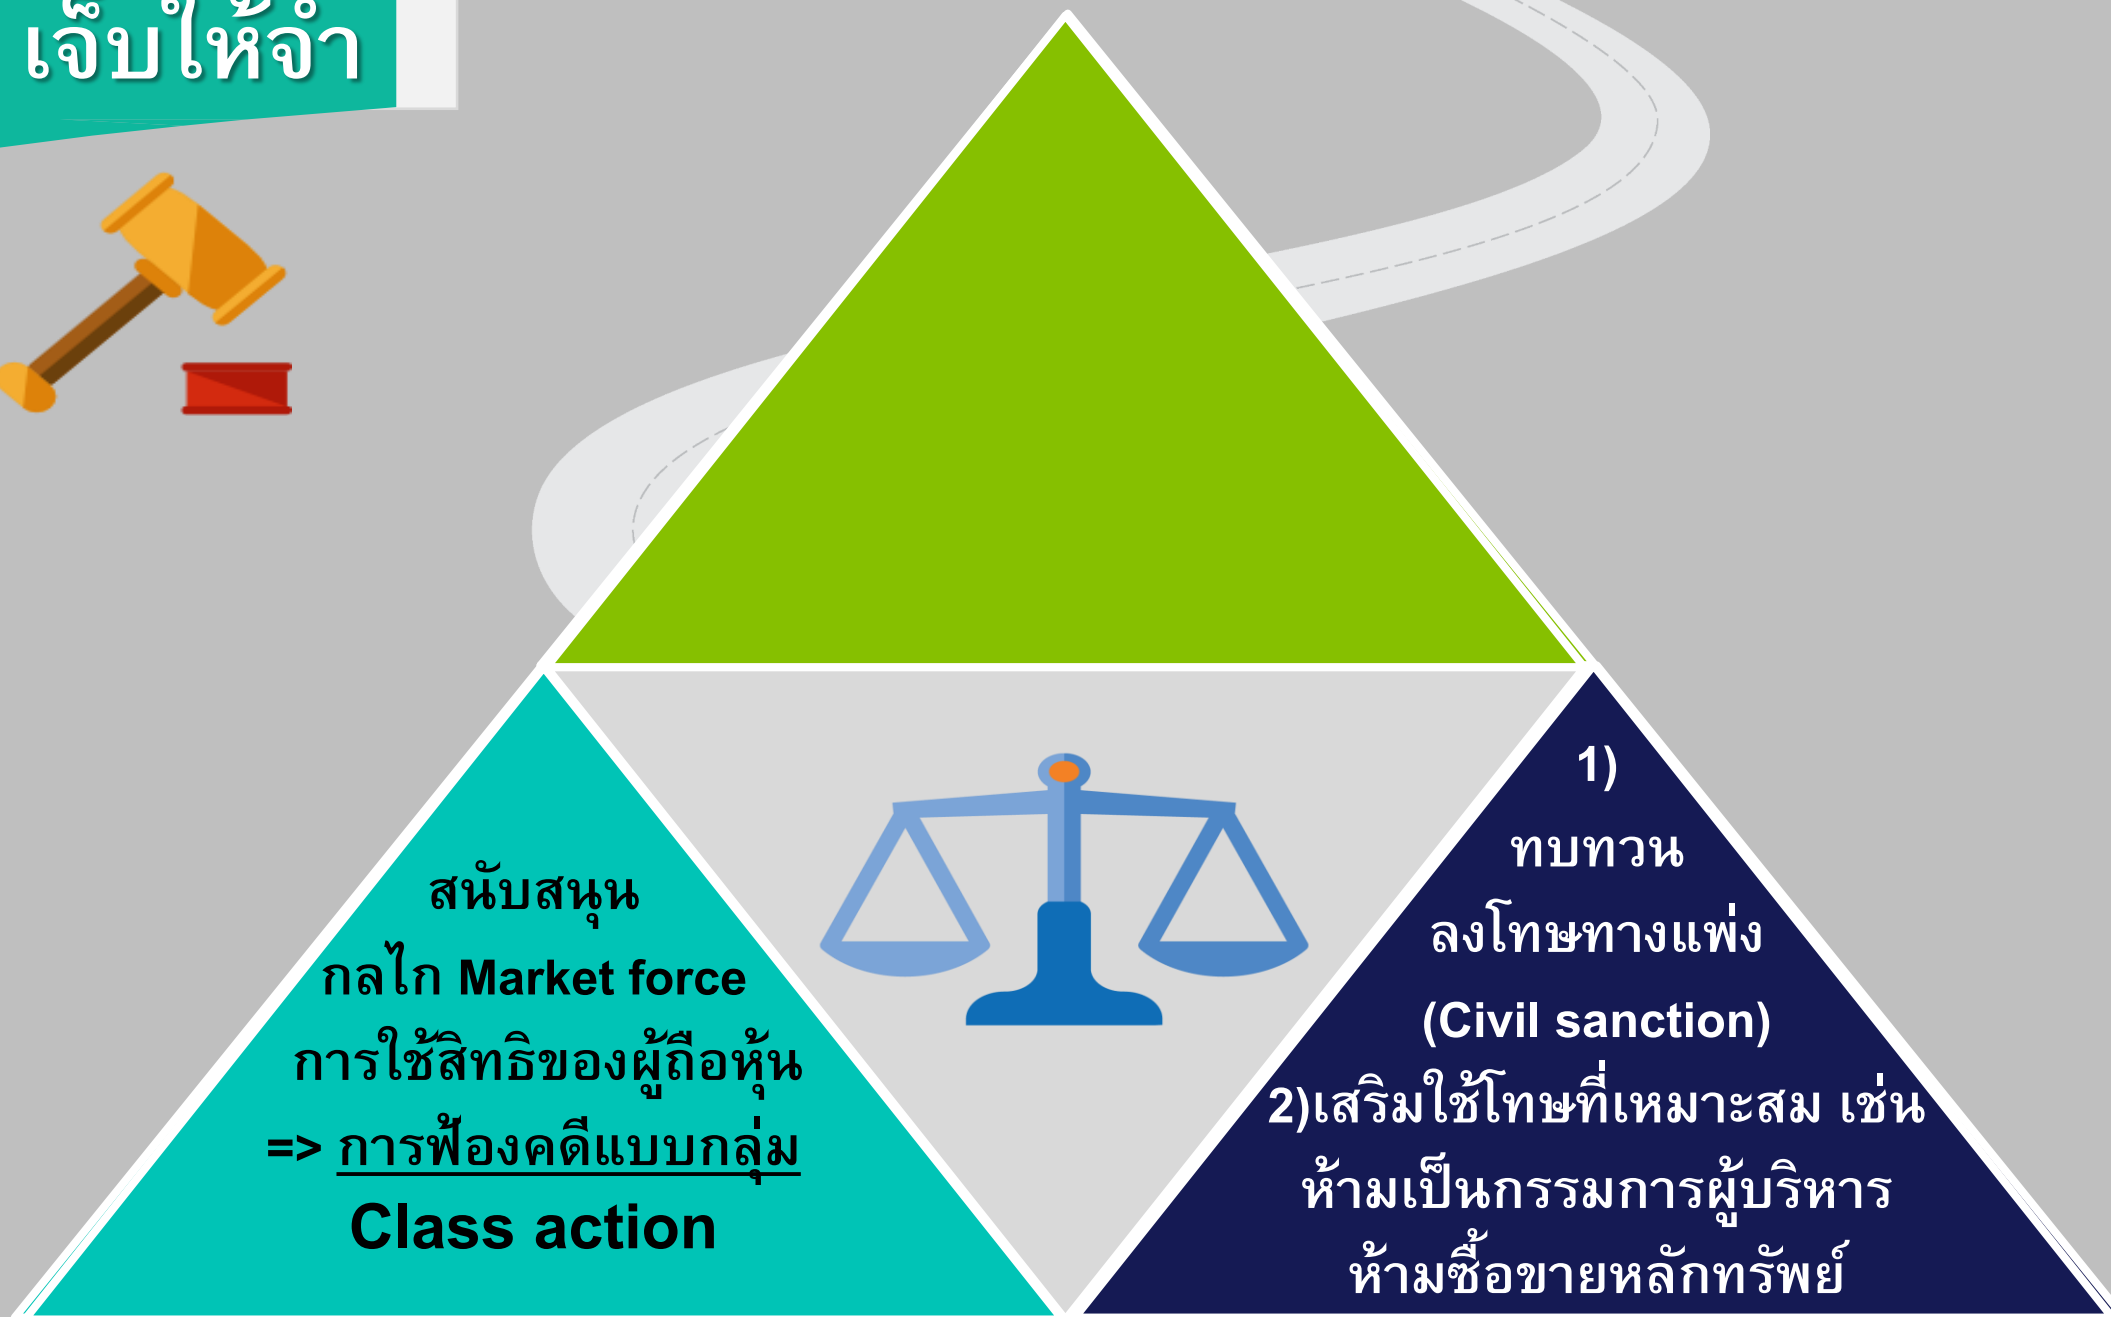 เจ็บให้จำ
สนับสนุน
กลไก Market force
การใช้สิทธิของผู้ถือหุ้น
=> การฟ้องคดีแบบกลุ่ม
Class action
1)
ทบทวน
ลงโทษทางแพ่ง
(Civil sanction)
2)เสริมใช้โทษที่เหมาะสม เช่น
ห้ามเป็นกรรมการผู้บริหาร
ห้ามซื้อขายหลักทรัพย์